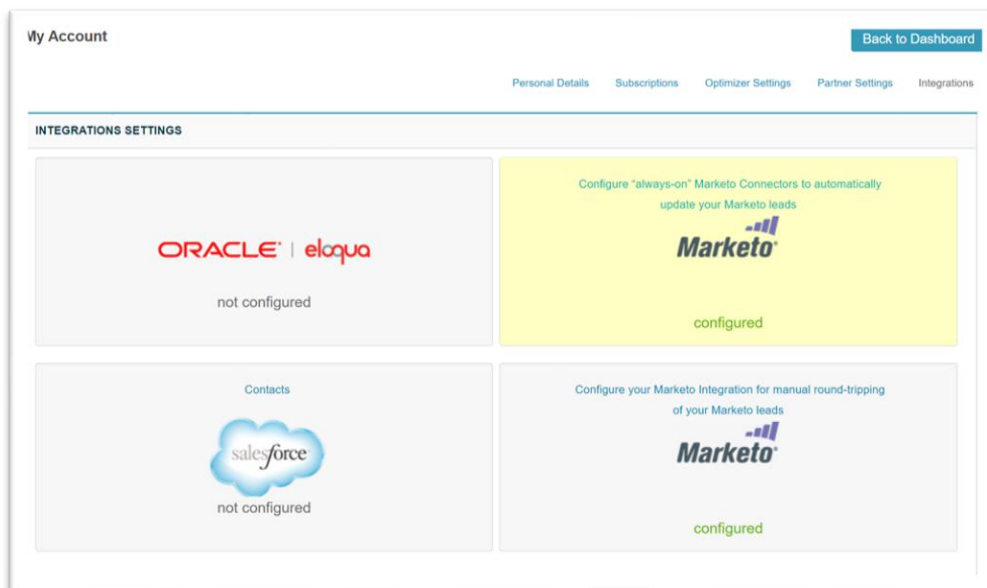 My Account
Back to Dashboard
Personal Details Subscriptions Optimizer Settings Partner Settings Integrations
INTEGRATIONS SETTINGS
ORACLE | eloqua
not configured
Configure “always-on” Marketo Connectors to automatically
update your Marketo leads
Marketo
configured
Contacts
salesforce
not configured
Configure your Marketo Integration for manual round-tripping
of your Marketo leads
Marketo
configured